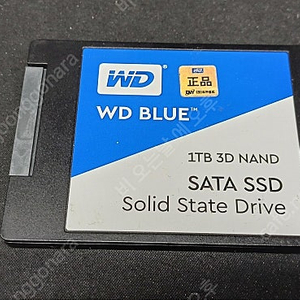 WD
正品
WD BLUE™
1TB 3D NAND
SATA SSD
Solid State Drive